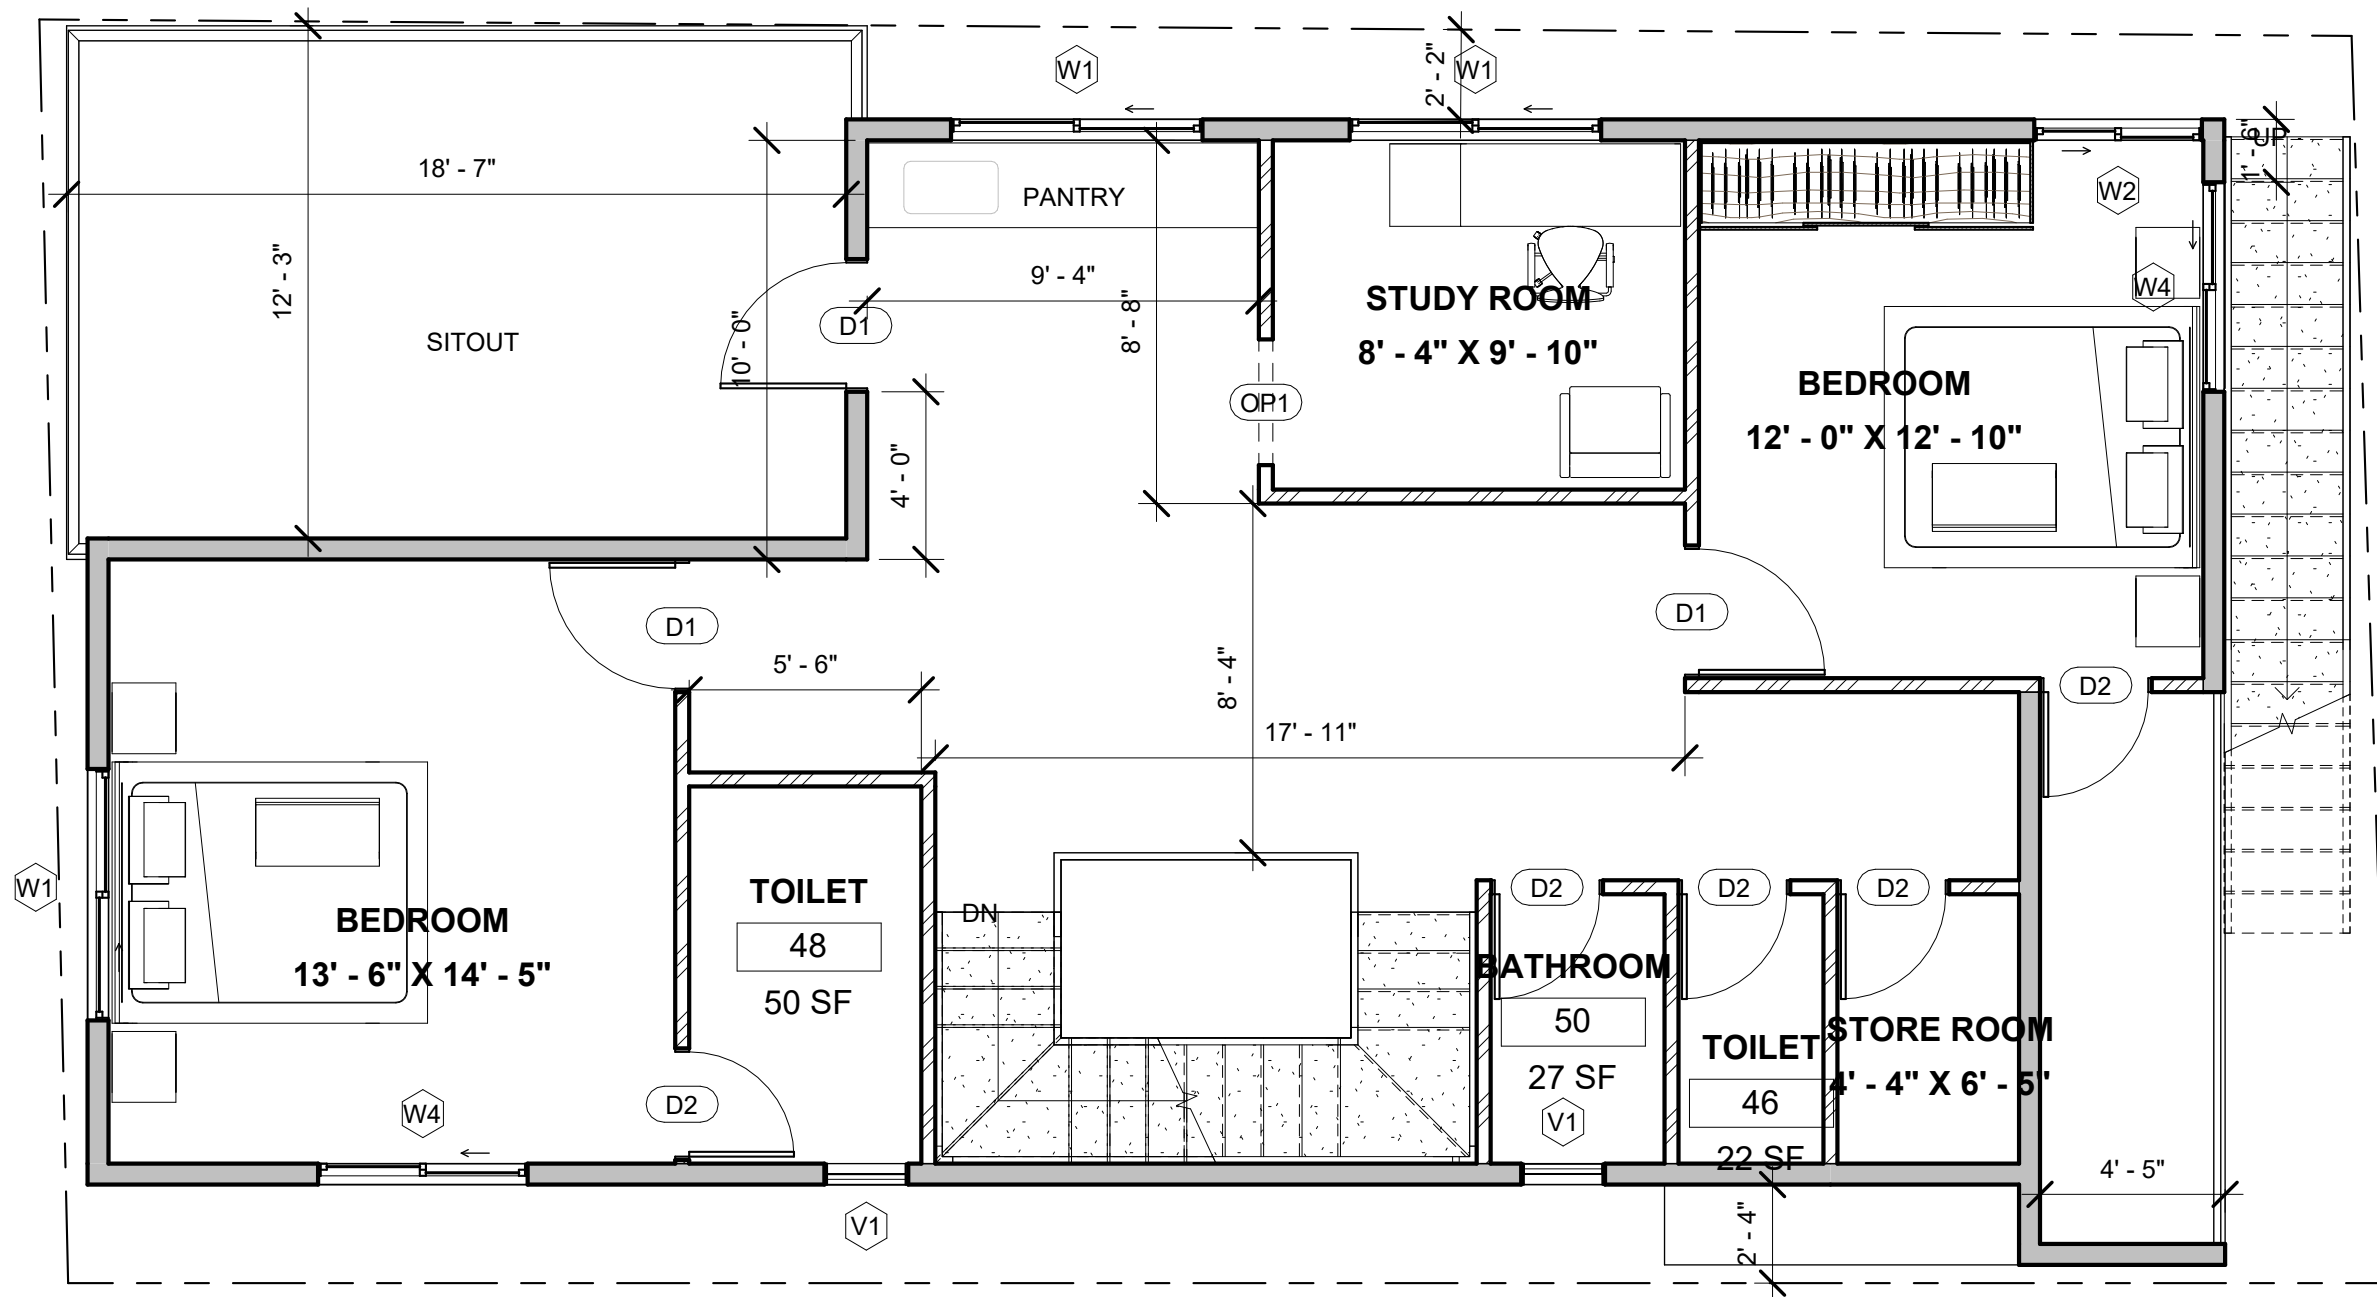 W1
W1
2' - 2"
1' - 6"
UP
18' - 7"
PANTRY
W2
12' - 3"
9' - 4"
W4
STUDY ROOM
8' - 4" X 9' - 10"
SITOUT
D1
10' - 0"
8' - 8"
OP1
BEDROOM
12' - 0" X 12' - 10"
4' - 0"
D1
D1
5' - 6"
8' - 4"
D2
17' - 11"
W1
BEDROOM
13' - 6" X 14' - 5"
TOILET
48
50 SF
DN
D2
D2
D2
BATHROOM
50
27 SF
TOILET
46
22 SF
STORE ROOM
4' - 4" X 6' - 5"
W4
D2
V1
4' - 5"
V1
2' - 4"